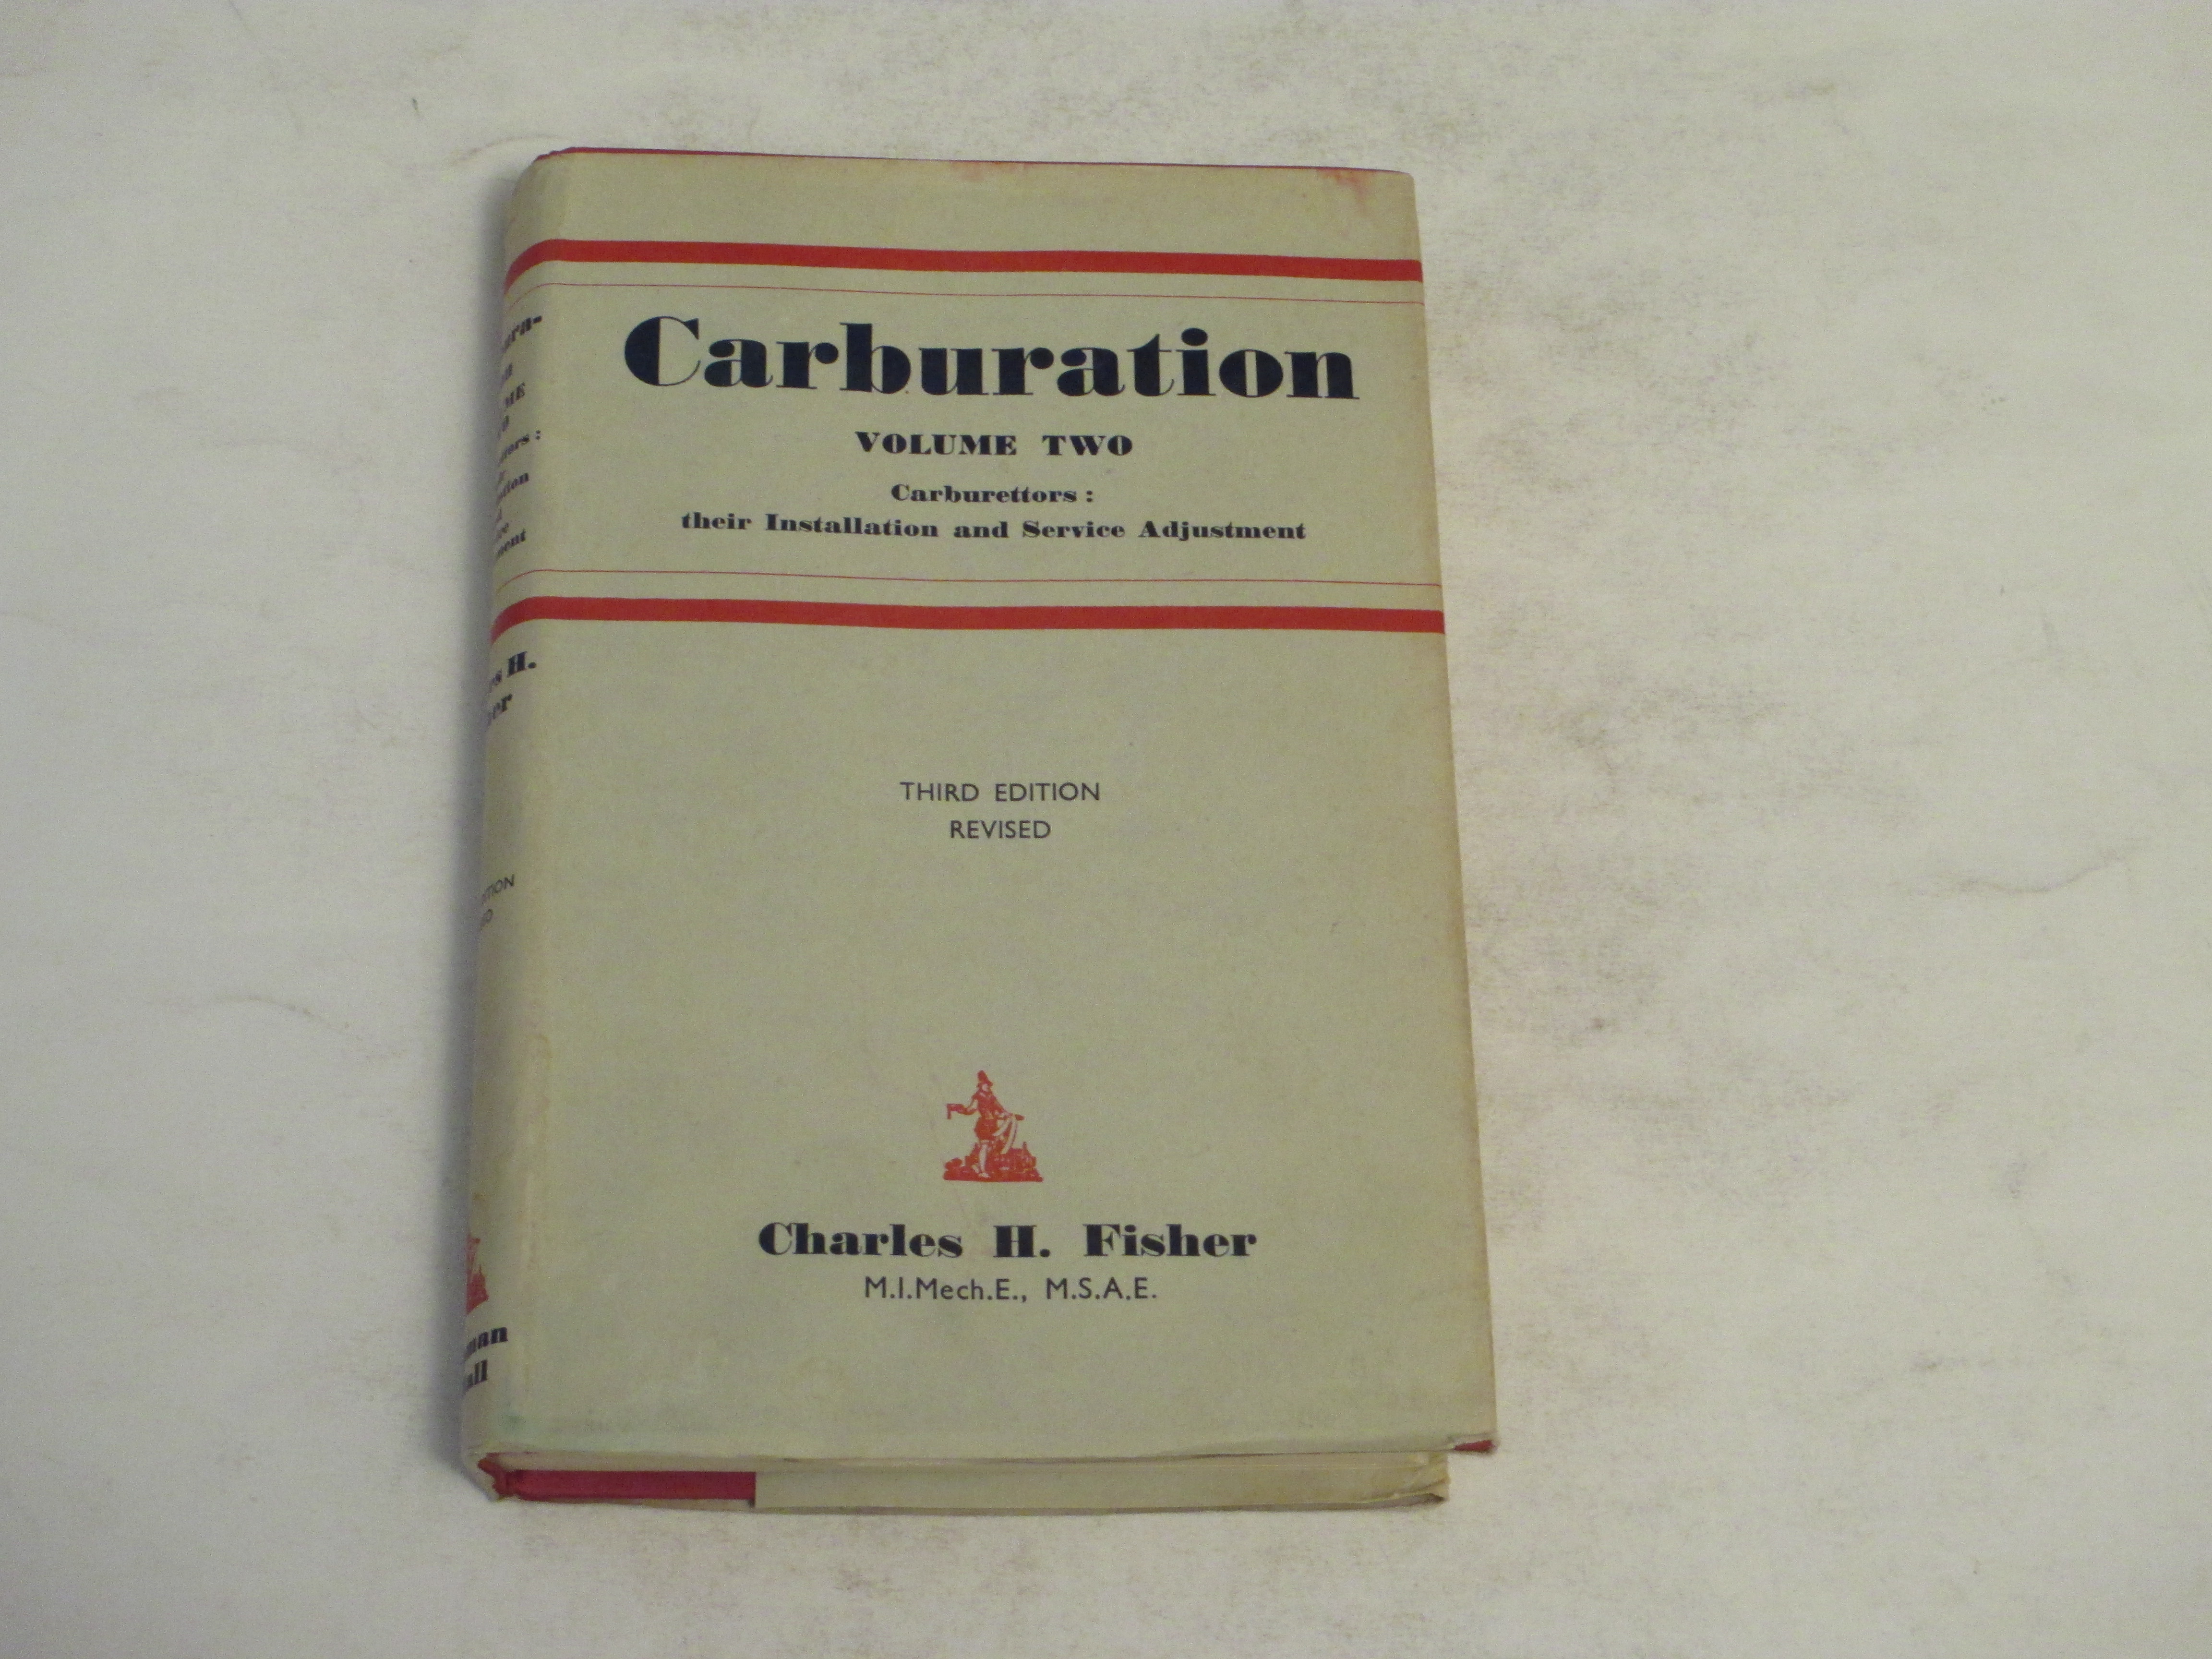 Carburation
VOLUME TWO
Carburettors :
their Installation and Service Adjustment
THIRD EDITION
REVISED
Charles H. Fisher
M.I.Mech.E., M.S.A.E.
H.